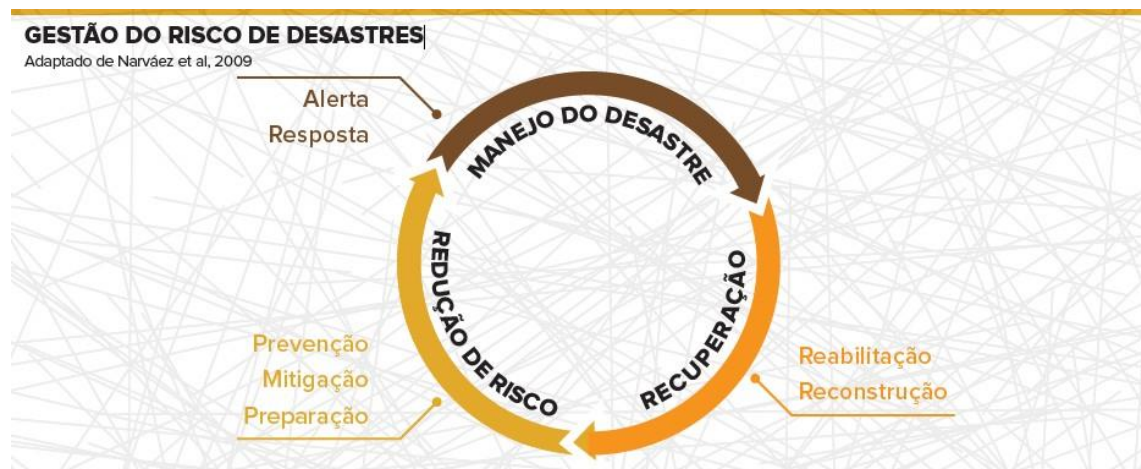 GESTÃO DO RISCO DE DESASTRES
Adaptado de Narváez et al, 2009
Alerta
Resposta
MANEJO DO DESASTRE
REDUÇÃO DE RISCO
RECUPERAÇÃO
Prevenção
Mitigação
Preparação
Reabilitação
Reconstrução